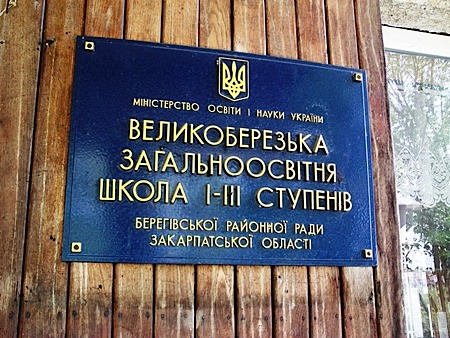 МІНІСТЕРСТВО ОСВІТИ І НАУКИ УКРАЇНИ
ВЕЛИКОБЕРЕЗЬКА
ЗАГАЛЬНООСВІТНЯ
ШКОЛА І-ІІІ СТУПЕНІВ
БЕРЕГІВСЬКОЇ РАЙОННОЇ РАДИ
ЗАКАРПАТСЬКОЇ ОБЛАСТІ